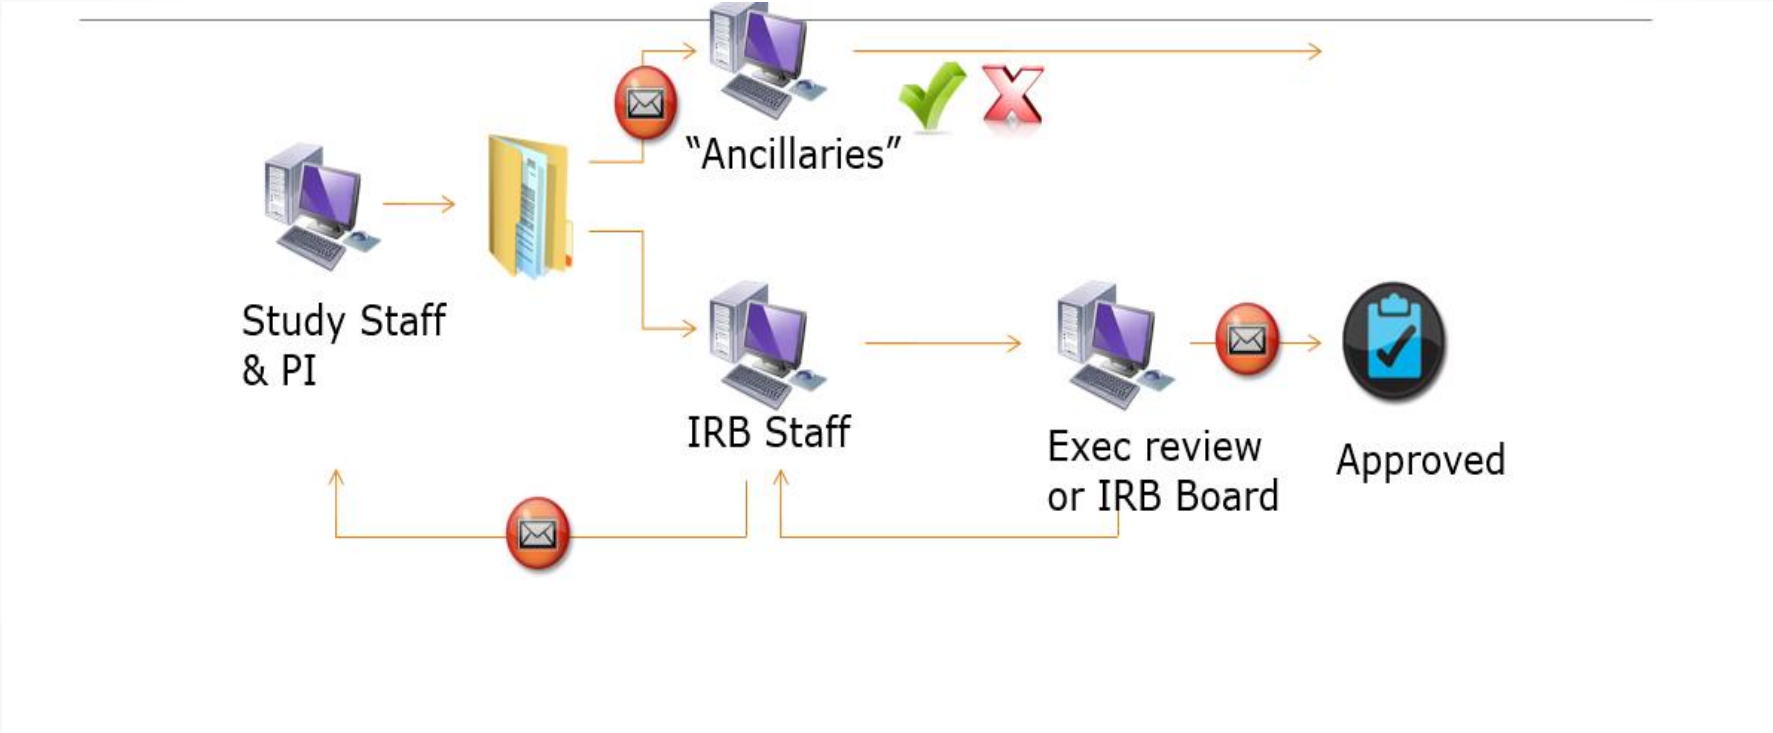 “Ancillaries”
Study Staff
& PI
IRB Staff
Exec review
or IRB Board
Approved